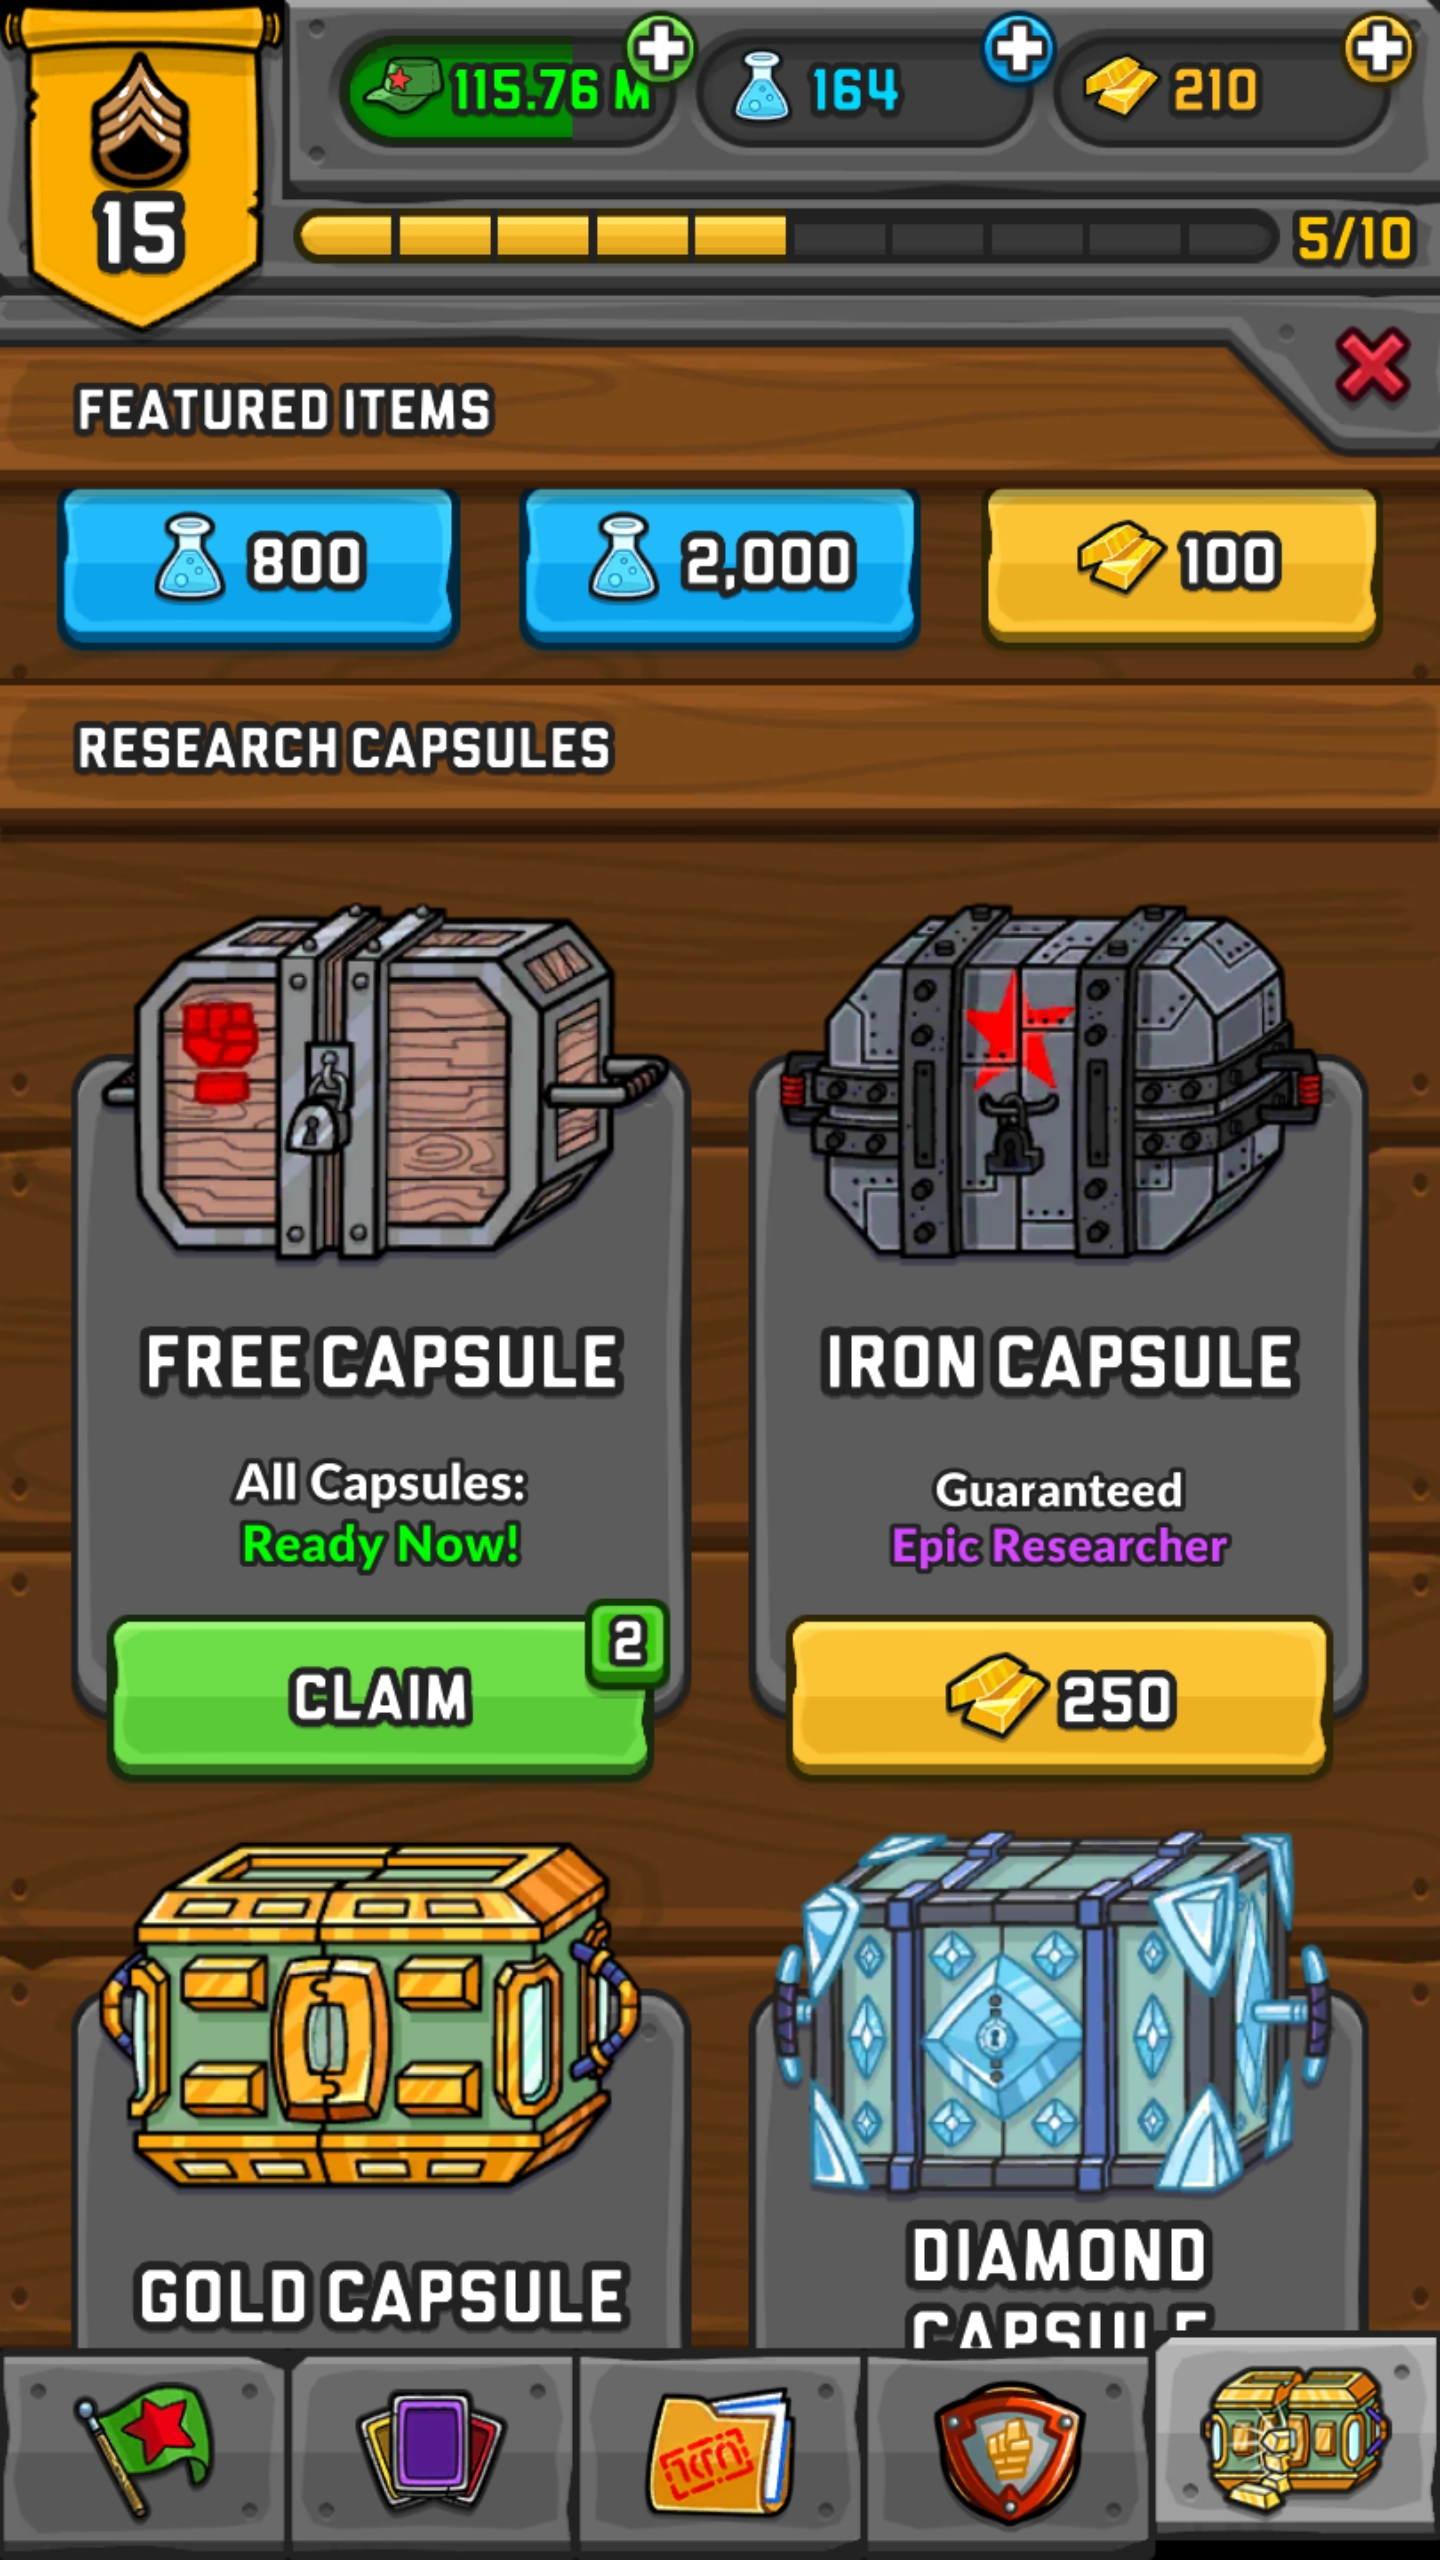 115.76 M
164
210
15
5/10
FEATURED ITEMS
800
2,000
100
RESEARCH CAPSULES
FREE CAPSULE
IRON CAPSULE
All Capsules:
Ready Now!
Guaranteed
Epic Researcher
2
CLAIM
250
GOLD CAPSULE
DIAMOND
CAPSULE